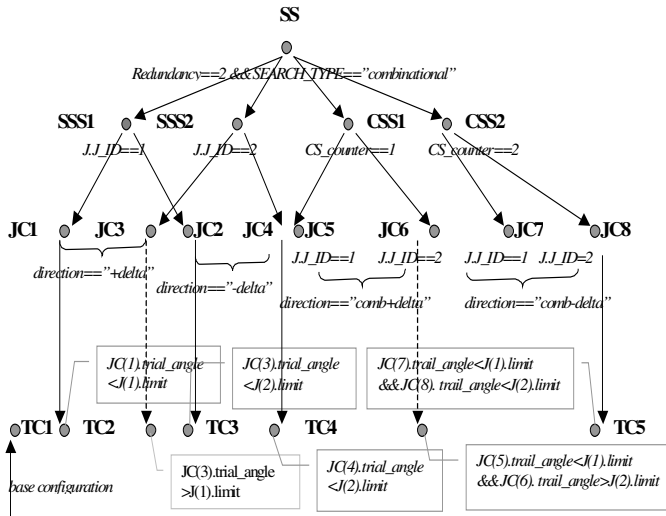 SS
Redundancy==2 &&SEARCH_TYPE=="combinational"
SSS1 SSS2 CSS1 CSS2
J.J_ID==1 J.J_ID==2 CS_counter==1 CS_counter==2
JC1 JC3 JC2 JC4 JC5 JC6 JC7 JC8
J.J_ID==1 J.J_ID==2 J.J_ID==1 J.J_ID=2
direction=="+delta" direction=="-delta" direction=="comb+delta" direction=="comb-delta"
JC(1).trial_angle
<J(1).limit
JC(3).trial_angle
<J(2).limit
JC(7).trail_angle<J(1).limit
&&JC(8). trail_angle<J(2).limit
TC1 TC2 TC3 TC4 TC5
base configuration
JC(3).trial_angle
>J(1).limit
JC(4).trial_angle
<J(2).limit
JC(5).trail_angle<J(1).limit
&&JC(6). trail_angle>J(2).limit